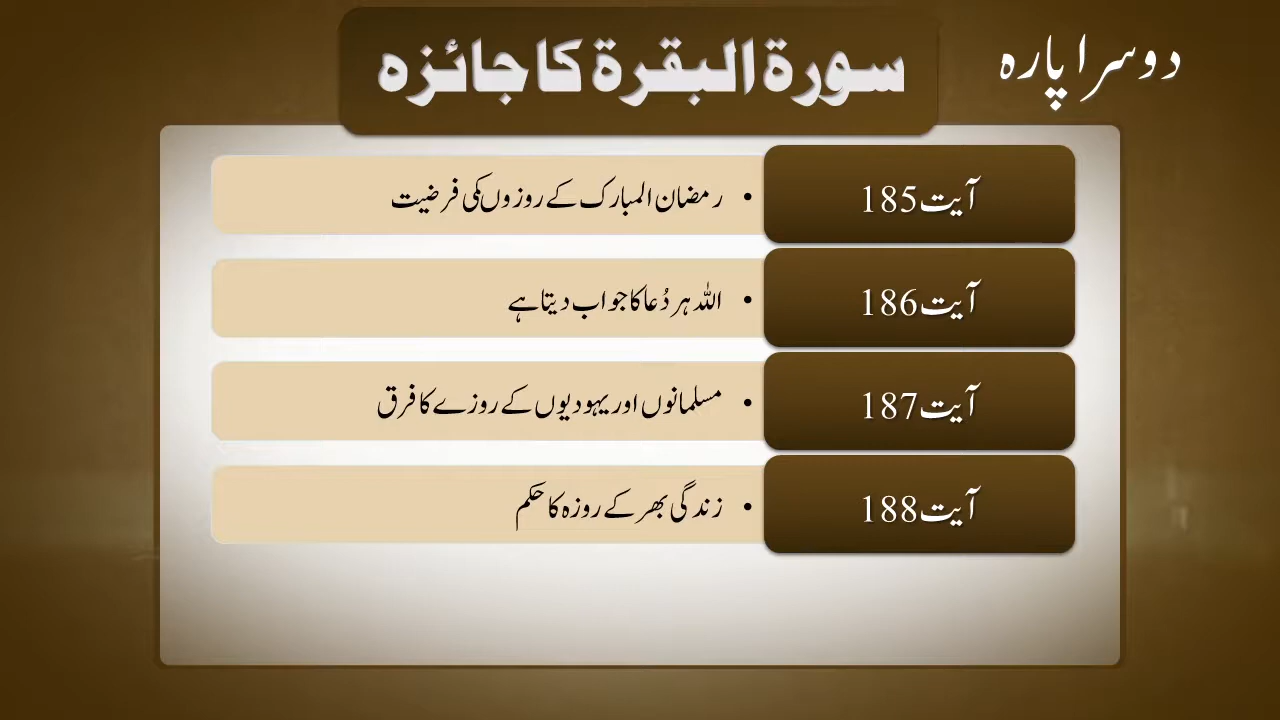 دوسرا پارہ
سورۃ البقرۃ کا جائزہ
آیت 185
• رمضان المبارک کے روزوں کی فرضیت
آیت 186
• اللہ ہر دُعا کا جواب دیتا ہے
آیت 187
• مسلمانوں اور یہودیوں کے روزے کا فرق
آیت 188
• زندگی بھر کے روزہ کا حکم